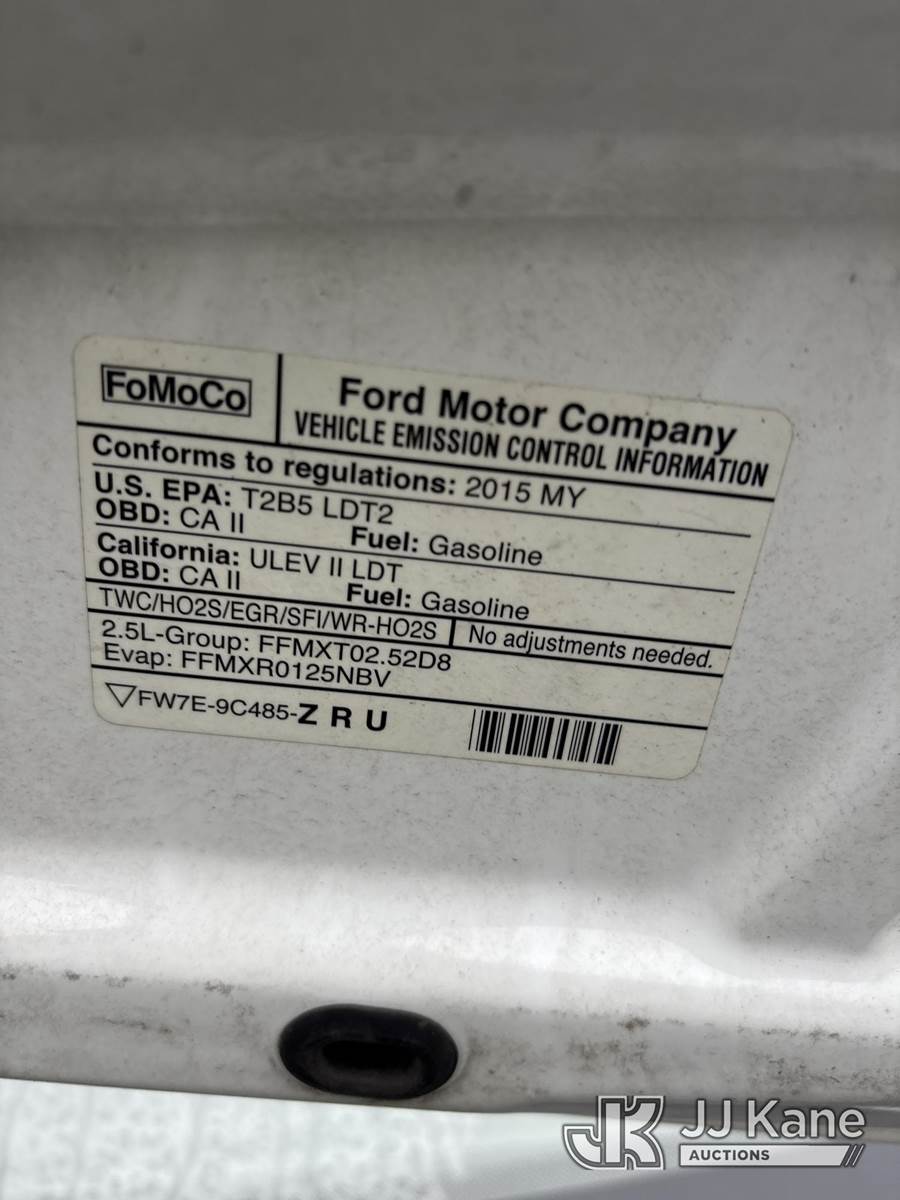 FoMoCo
Ford Motor Company
VEHICLE EMISSION CONTROL INFORMATION
Conforms to regulations: 2015 MY
U.S. EPA: T2B5 LDT2
OBD: CA II Fuel: Gasoline
California: ULEV II LDT
OBD: CA II Fuel: Gasoline
TWC/HO2S/EGR/SFI/WR-HO2S No adjustments needed.
2.5L-Group: FFMXT02.52D8
Evap: FFMXR0125NBV
FW7E-9C485-Z R U
JK JJ Kane
AUCTIONS